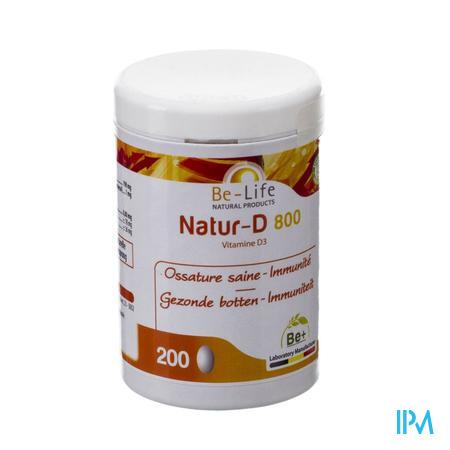 Be-Life
NATURAL PRODUCTS
Natur-D 800
Vitamine D3
Ossature saine - Immunité
Gezonde botten - Immuniteit
200
Be+
Laboratory Manufacturer
IPM